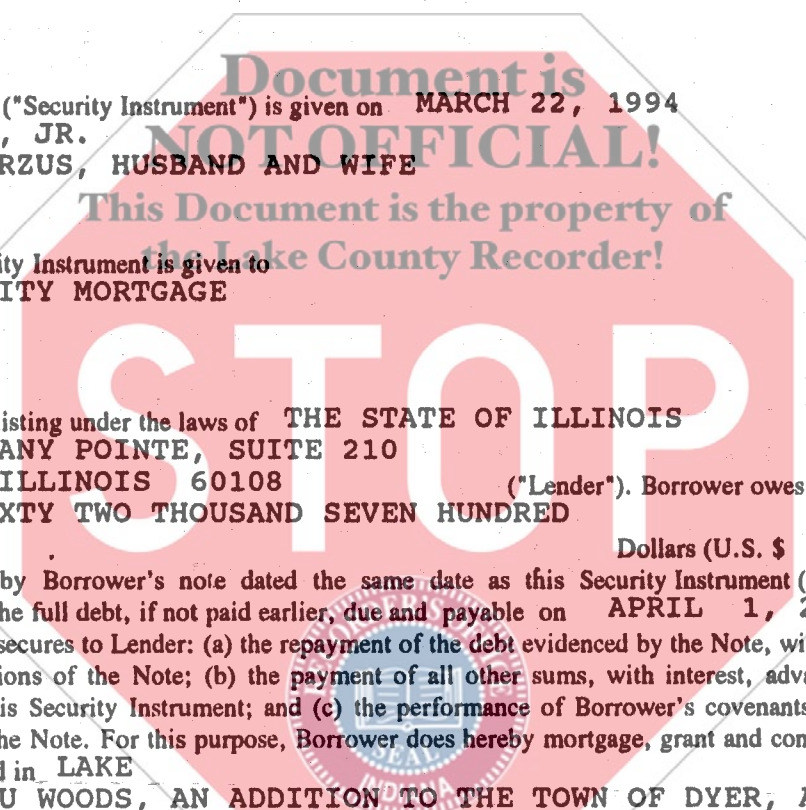 Document is
("Security Instrument") is given on MARCH 22, 1994
, JR.
NOT OFFICIAL!
RZUS, HUSBAND AND WIFE
This Document is the property of
the Lake County Recorder!
ity Instrument is given to
ITY MORTGAGE
STOP
isting under the laws of THE STATE OF ILLINOIS
ANY POINTE, SUITE 210
ILLINOIS 60108 ("Lender"). Borrower owes
XTY TWO THOUSAND SEVEN HUNDRED
Dollars (U.S. $
by Borrower's note dated the same date as this Security Instrument (
he full debt, if not paid earlier, due and payable on APRIL 1, 2
secures to Lender: (a) the repayment of the debt evidenced by the Note, wi
ions of the Note; (b) the payment of all other sums, with interest, adva
is Security Instrument; and (c) the performance of Borrower's covenants
he Note. For this purpose, Borrower does hereby mortgage, grant and con
d in LAKE
U WOODS, AN ADDITION TO THE TOWN OF DYER,
SEAL
INDIANA